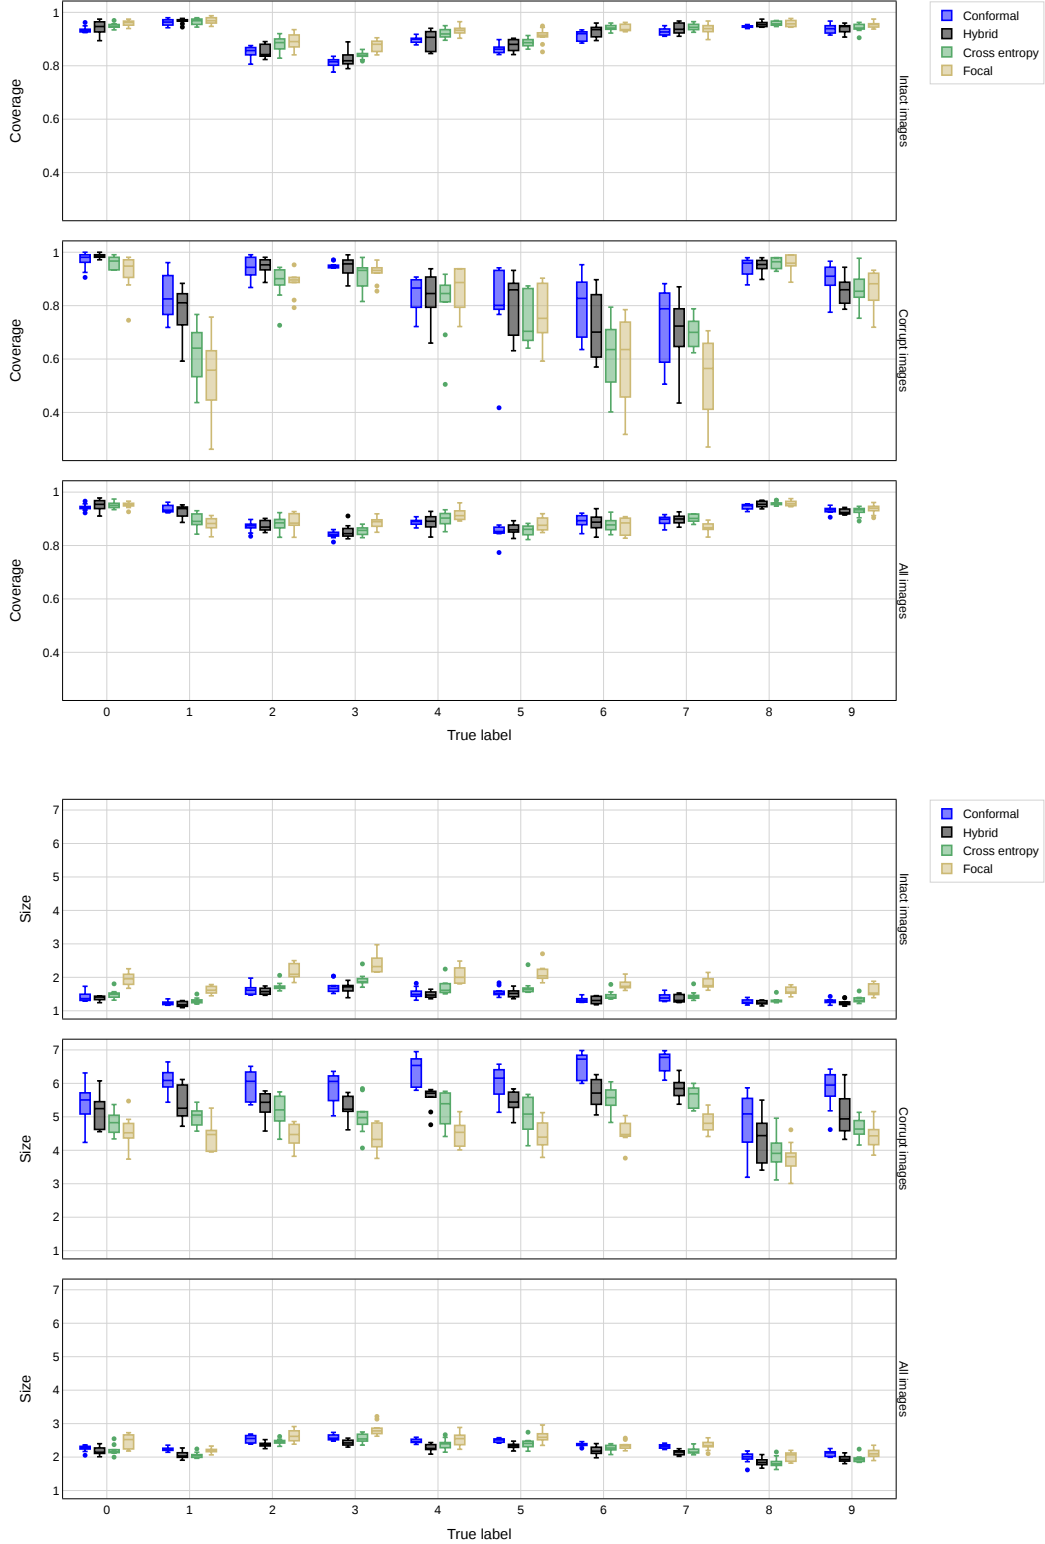 1
0.8
0.6
0.4
Coverage
Intact images
Conformal
Hybrid
Cross entropy
Focal
1
0.8
0.6
0.4
Coverage
Corrupt images
1
0.8
0.6
0.4
Coverage
All images
0 1 2 3 4 5 6 7 8 9
True label
7
6
5
4
3
2
1
Size
Intact images
Conformal
Hybrid
Cross entropy
Focal
7
6
5
4
3
2
1
Size
Corrupt images
7
6
5
4
3
2
1
Size
All images
0 1 2 3 4 5 6 7 8 9
True label